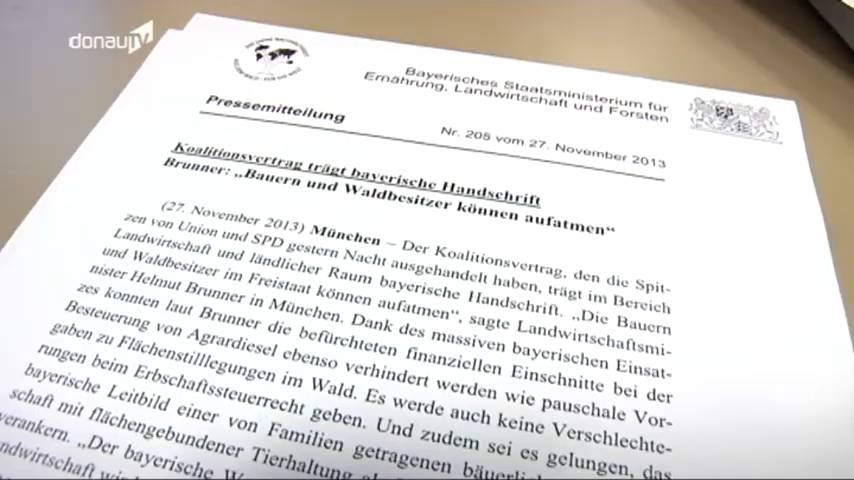 donauTV
Bayerisches Staatsministerium für
Ernährung, Landwirtschaft und Forsten
Pressemitteilung
Nr. 205 vom 27. November 2013
Koalitionsvertrag trägt bayerische Handschrift
Brunner: „Bauern und Waldbesitzer können aufatmen“
(27. November 2013) München – Der Koalitionsvertrag, den die Spit-
zen von Union und SPD gestern Nacht ausgehandelt haben, trägt im Bereich
Landwirtschaft und ländlicher Raum bayerische Handschrift. „Die Bauern
und Waldbesitzer im Freistaat können aufatmen“, sagte Landwirtschaftsmi-
nister Helmut Brunner in München. Dank des massiven bayerischen Einsat-
zes konnten laut Brunner die befürchteten finanziellen Einschnitte bei der
Besteuerung von Agrardiesel ebenso verhindert werden wie pauschale Vor-
gaben zu Flächenstilllegungen im Wald. Es werde auch keine Verschlechte-
rungen beim Erbschaftssteuerrecht geben. Und zudem sei es gelungen, das
bayerische Leitbild einer von Familien getragenen
schaft mit flächengebundener Tierhaltung
verankern. „Der bayerische